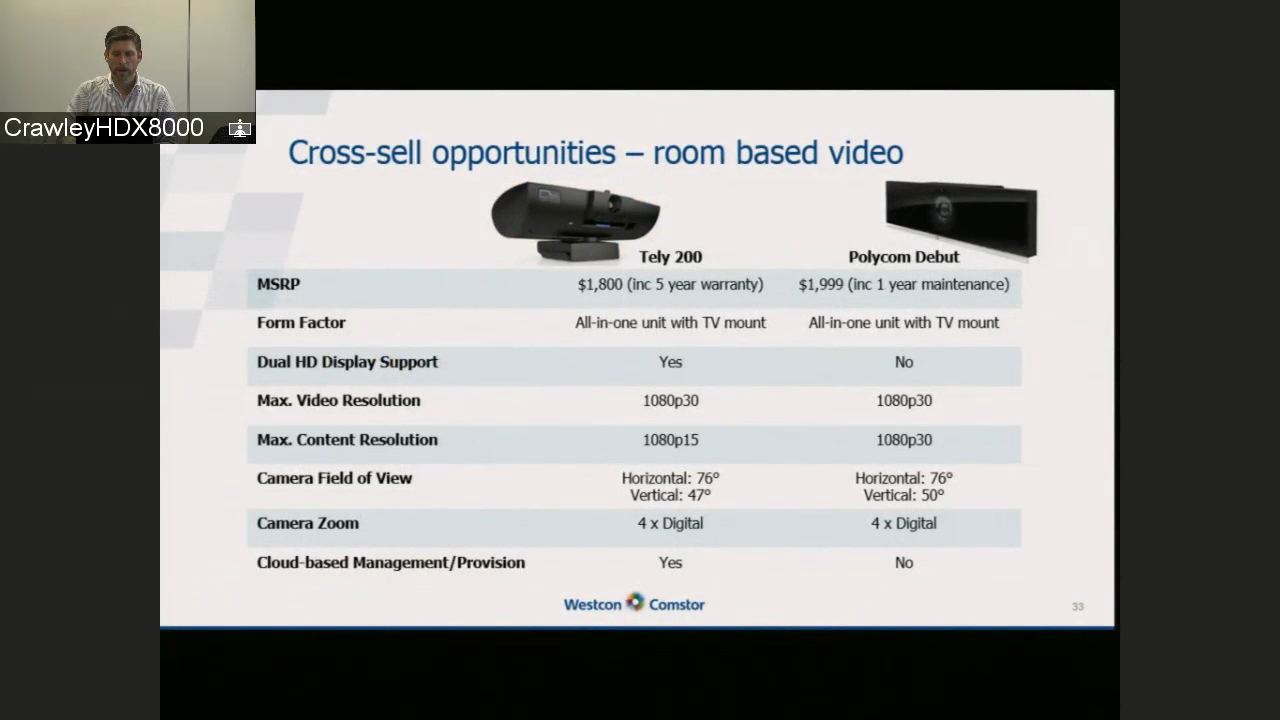 CrawleyHDX8000
Cross-sell opportunities – room based video
Tely 200 Polycom Debut
MSRP $1,800 (inc 5 year warranty) $1,999 (inc 1 year maintenance)
Form Factor All-in-one unit with TV mount All-in-one unit with TV mount
Dual HD Display Support Yes No
Max. Video Resolution 1080p30 1080p30
Max. Content Resolution 1080p15 1080p30
Camera Field of View Horizontal: 76° Horizontal: 76°
Vertical: 47° Vertical: 50°
Camera Zoom 4 x Digital 4 x Digital
Cloud-based Management/Provision Yes No
Westcon Comstor
33